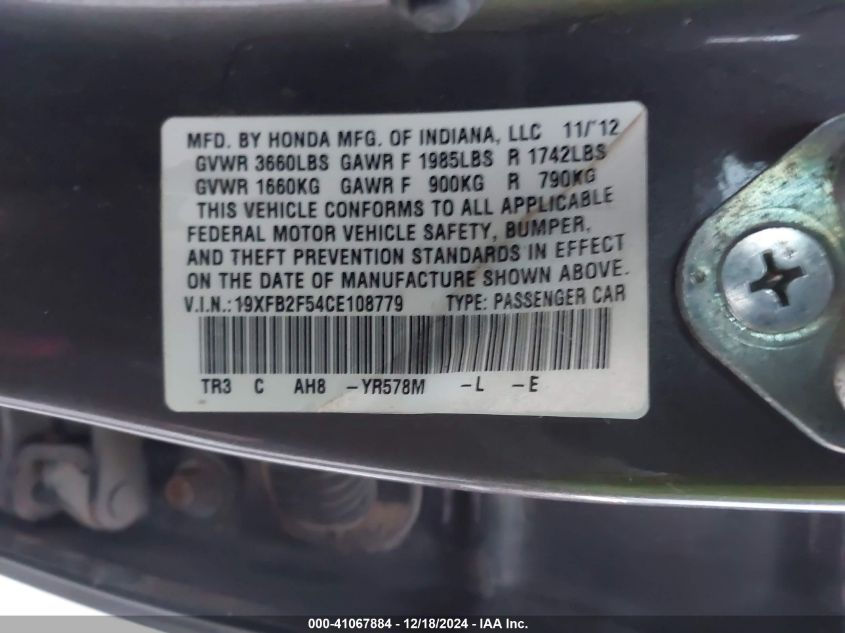 MFD. BY HONDA MFG. OF INDIANA, LLC 11/'12
GVWR 3660LBS GAWR F 1985LBS R 1742LBS
GVWR 1660KG GAWR F 900KG R 790KG
THIS VEHICLE CONFORMS TO ALL APPLICABLE
FEDERAL MOTOR VEHICLE SAFETY, BUMPER,
AND THEFT PREVENTION STANDARDS IN EFFECT
ON THE DATE OF MANUFACTURE SHOWN ABOVE.
V.I.N.:19XFB2F54CE108779 TYPE: PASSENGER CAR
TR3 C AH8 -YR578M -L -E
000-41067884 - 12/18/2024 - IAA Inc.